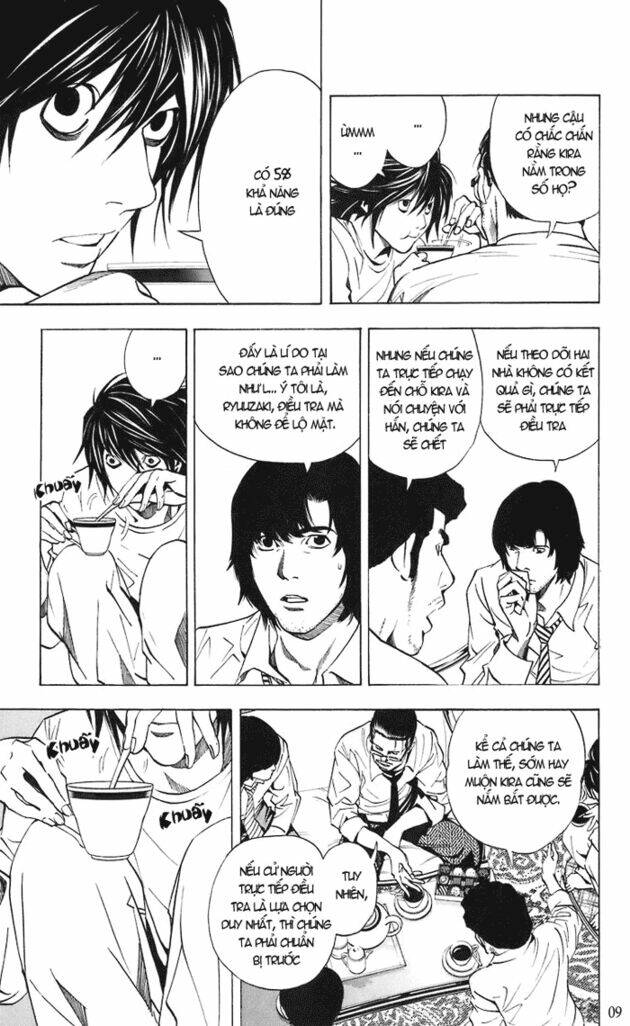 NHƯNG CẬU
CÓ CHẮC CHẮN
RẰNG KIRA
NẰM TRONG
SỐ HỌ?
...
ỪMMM
...
CÓ 5%
KHẢ NĂNG
LÀ ĐÚNG
NẾU THEO DÕI HAI
NHÀ KHÔNG CÓ KẾT
QUẢ GÌ, CHÚNG TA
SẼ PHẢI TRỰC TIẾP
ĐIỀU TRA
NHƯNG NẾU CHÚNG
TA TRỰC TIẾP CHẠY
ĐẾN CHỖ KIRA VÀ
NÓI CHUYỆN VỚI
HẮN, CHÚNG TA
SẼ CHẾT
ĐẤY LÀ LÍ DO TẠI
SAO CHÚNG TA PHẢI LÀM
NHƯ L... Ý TÔI LÀ,
RYUUZAKI, ĐIỀU TRA MÀ
KHÔNG ĐỂ LỘ MẶT.
...
Khuấy
Khuấy
KỂ CẢ CHÚNG TA
LÀM THẾ, SỚM HAY
MUỘN KIRA CŨNG SẼ
NẮM BẮT ĐƯỢC.
TUY
NHIÊN,
NẾU CỬ NGƯỜI
TRỰC TIẾP ĐIỀU
TRA LÀ LỰA CHỌN
DUY NHẤT, THÌ CHÚNG
TA PHẢI CHUẨN
BỊ TRƯỚC
Khuấy
Khuấy
09